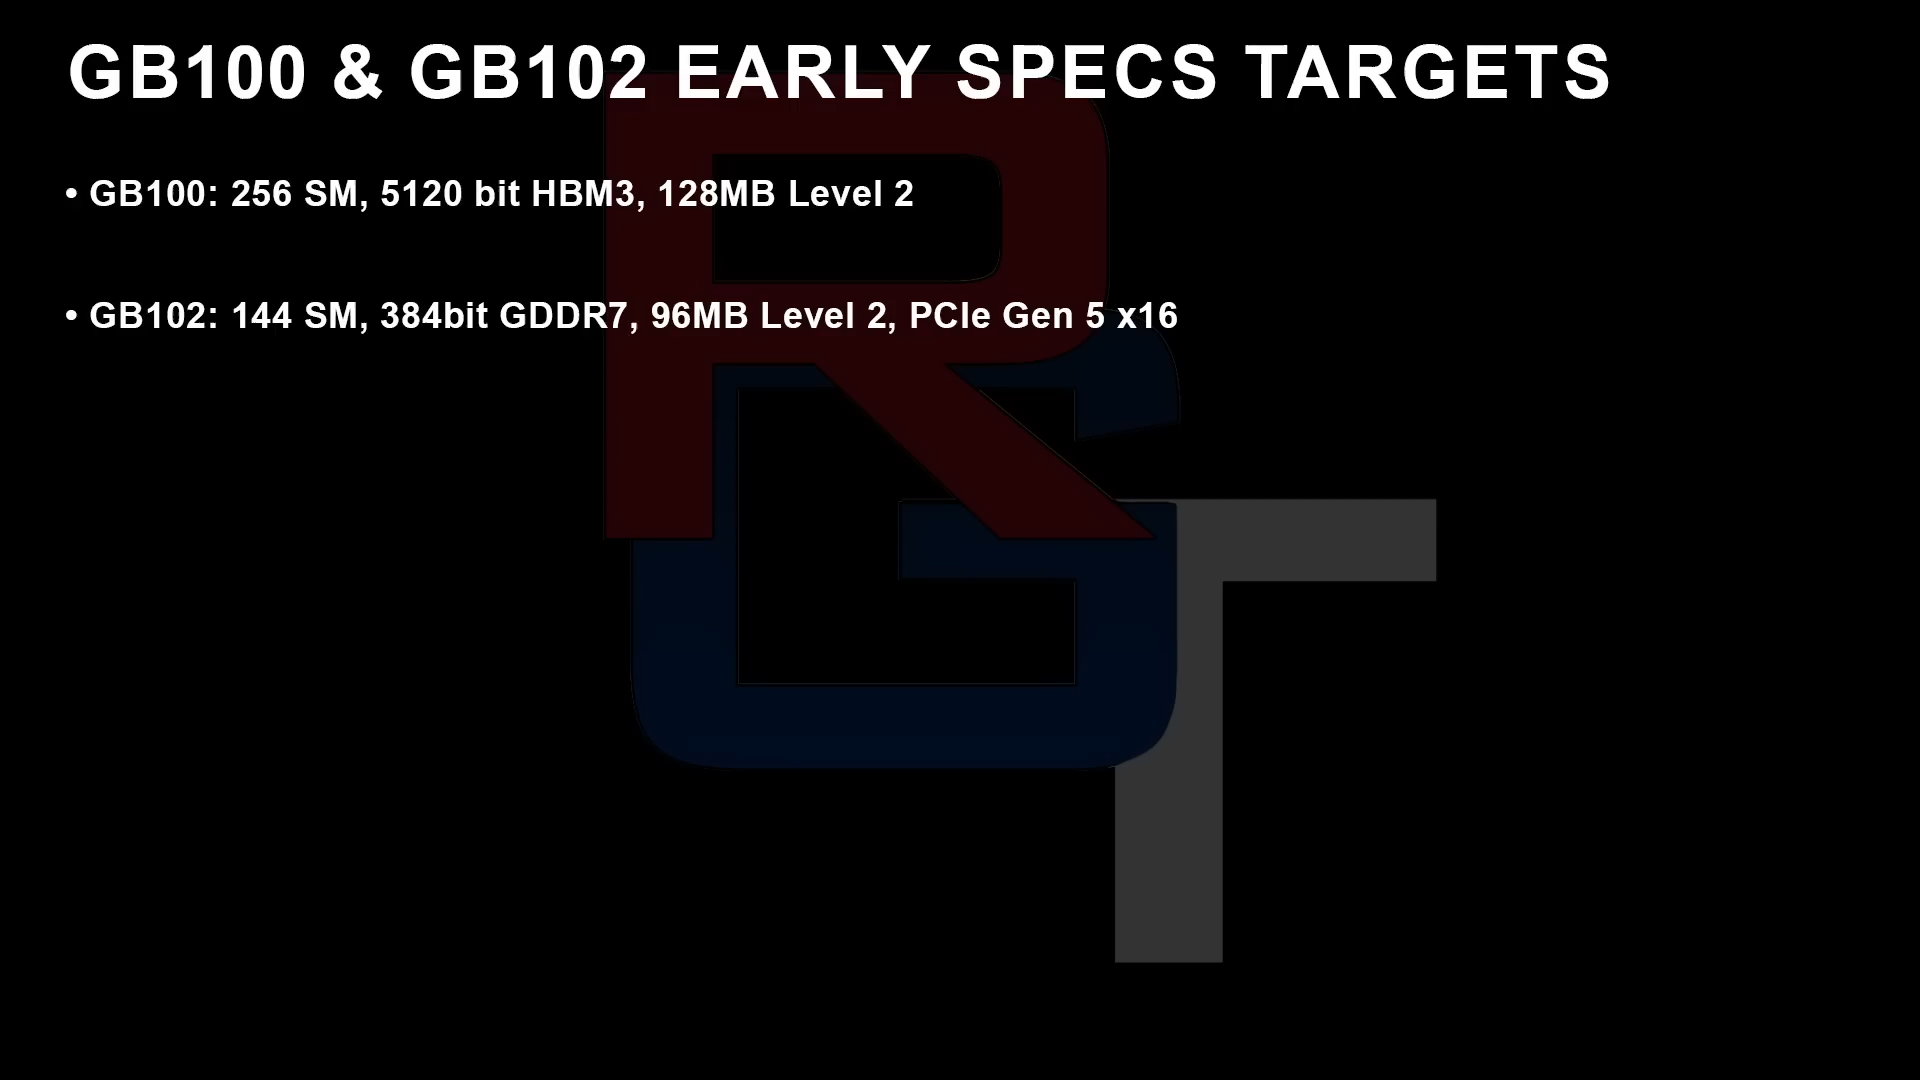 GB100 & GB102 EARLY SPECS TARGETS
• GB100: 256 SM, 5120 bit HBM3, 128MB Level 2
• GB102: 144 SM, 384bit GDDR7, 96MB Level 2, PCIe Gen 5 x16
RGT